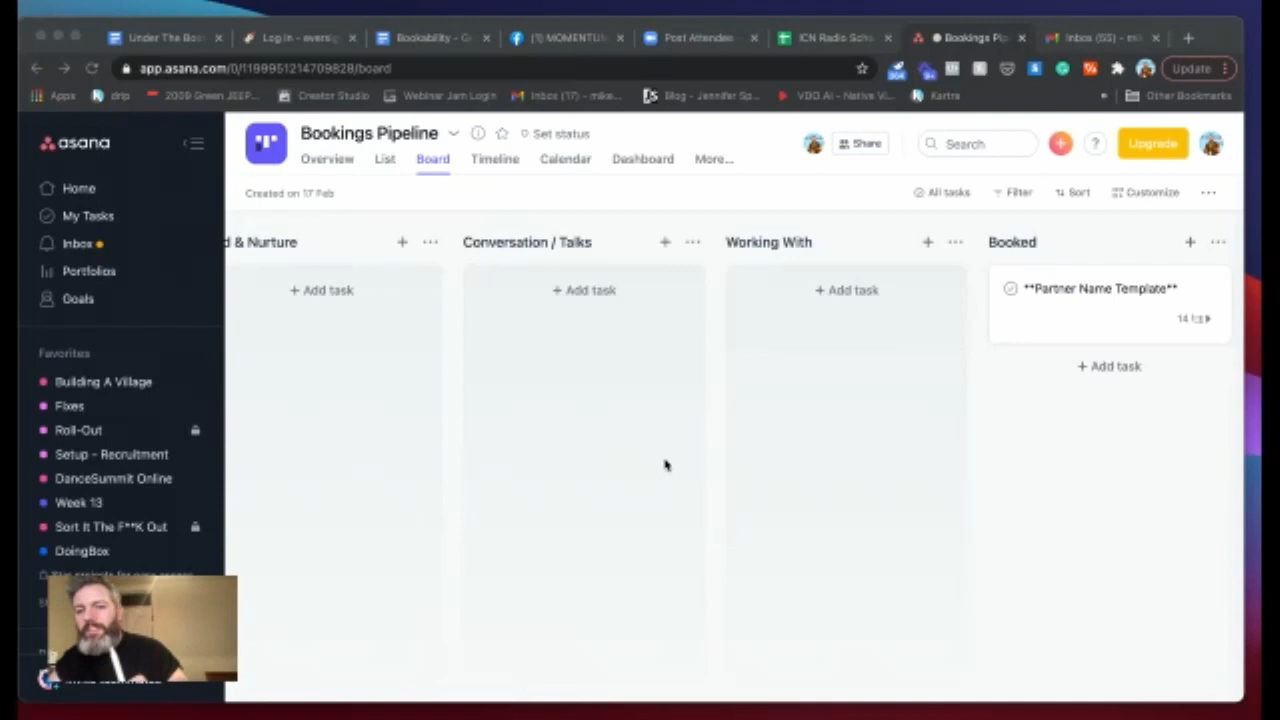 Under The Boo
Log In - eversig
Bookability - G
(1) MOMENTU
Post Attendee
ICN Radio Sch
Bookings Pip
Inbox (55) - mi
app.asana.com/0/1199951214709828/board
Update
Apps
drip
2009 Green JEEP...
Creator Studio
Webinar Jam Login
Inbox (17) - mike...
Blog - Jennifer Sp...
VDO.AI - Native Vi...
Kartra
Other Bookmarks
asana
Bookings Pipeline
Set status
Share
Search
Upgrade
Overview
List
Board
Timeline
Calendar
Dashboard
More...
Home
My Tasks
Inbox
Portfolios
Goals
Created on 17 Feb
All tasks
Filter
Sort
Customize
d & Nurture
Conversation / Talks
Working With
Booked
+ Add task
+ Add task
+ Add task
**Partner Name Template**
14
+ Add task
Favorites
Building A Village
Fixes
Roll-Out
Setup - Recruitment
DanceSummit Online
Week 13
Sort It The F**K Out
DoingBox